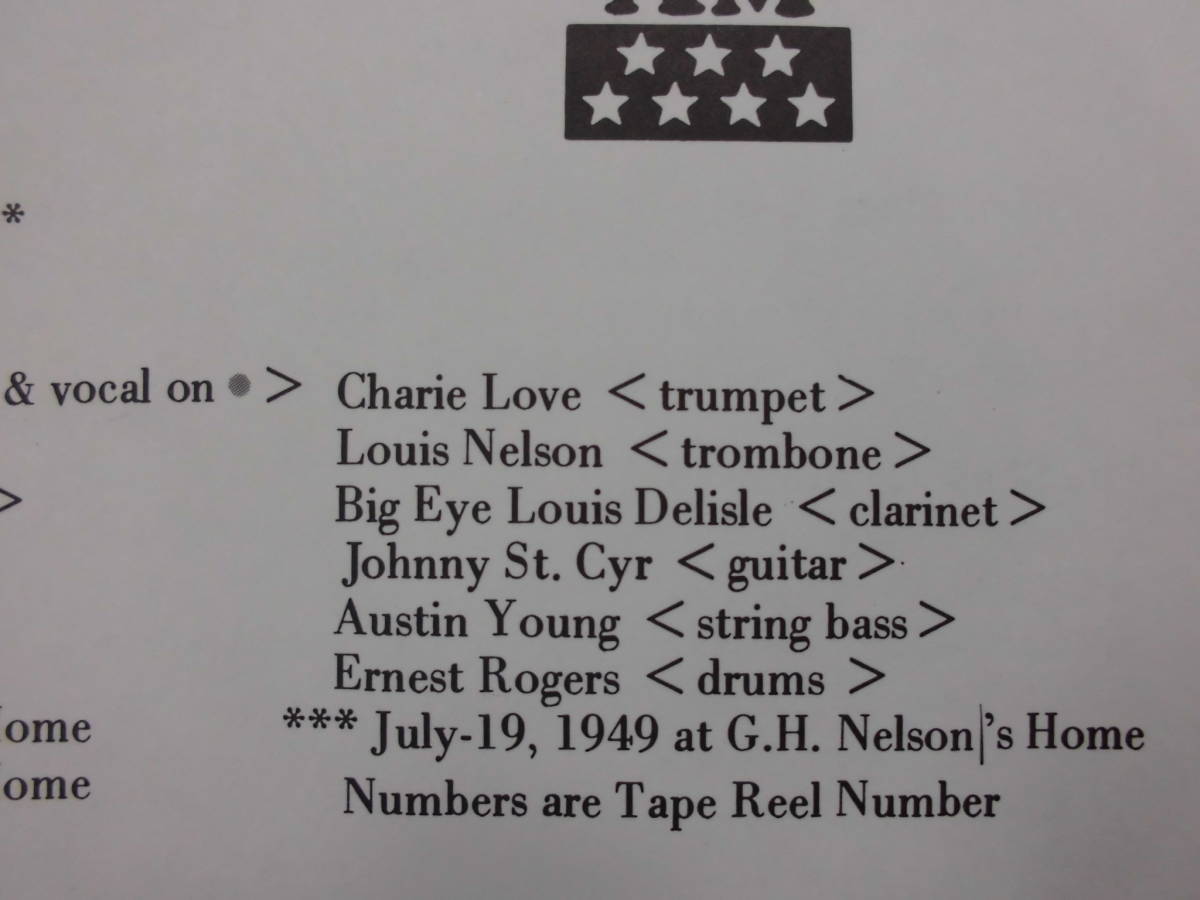 *
& vocal on ● > Charie Love < trumpet >
Louis Nelson < trombone >
> Big Eye Louis Delisle < clarinet >
Johnny St. Cyr < guitar >
Austin Young < string bass >
Ernest Rogers < drums >
ome *** July-19, 1949 at G.H. Nelson|'s Home
ome Numbers are Tape Reel Number